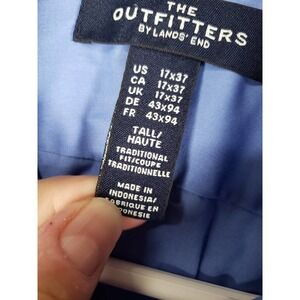 THE
OUTFITTERS
BY LANDS' END
US 17x37
CA 17x37
UK 17x37
DE 43x94
FR 43x94
TALL/
HAUTE
TRADITIONAL
FIT/COUPE
TRADITIONNELLE
MADE IN
INDONESIA/
FABRIQUE EN
INDONESIE